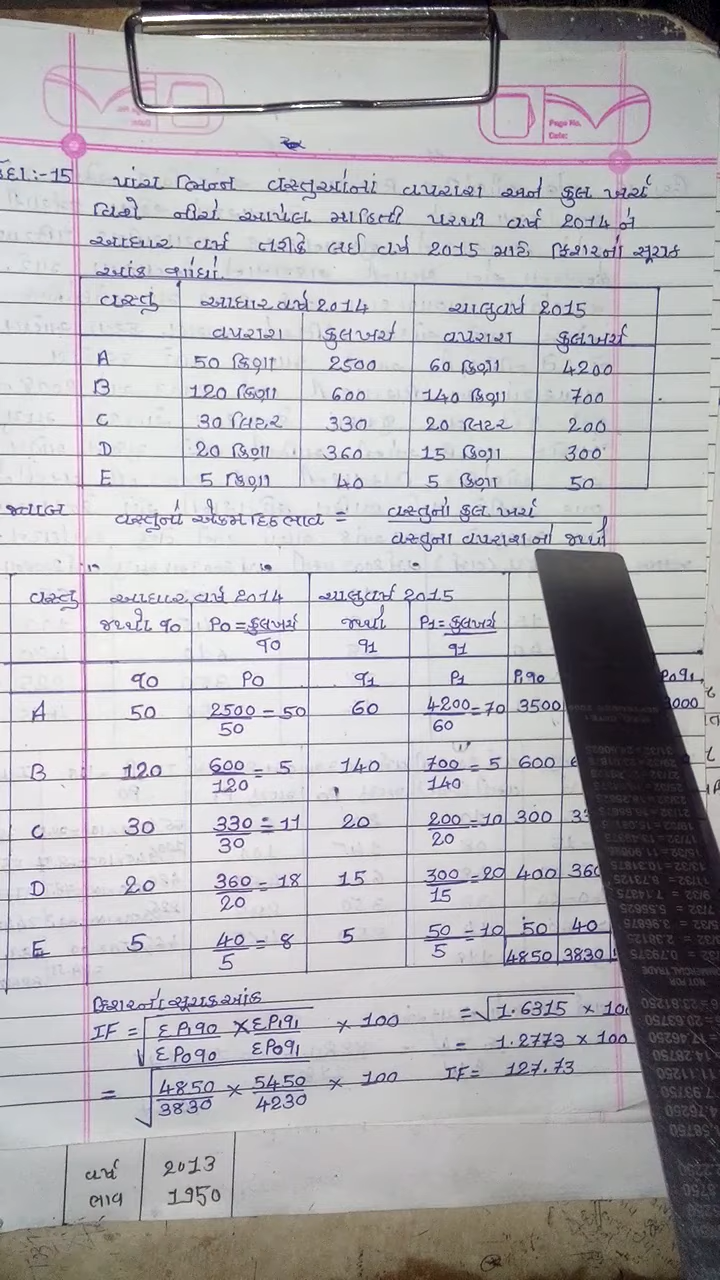 Page No.
Date:
ઉદા:-15 પાંચ ભિન્ન વસ્તુઓનાં વપરાશ અને કુલ ખર્ચ
વિશે નીચે આપેલ માહિતી પરથી વર્ષ 2014 ને
આધાર વર્ષ તરીકે લઈ વર્ષ 2015 માટે ફિશરનો સૂચક
આંક શોધો.
વસ્તુ આધાર વર્ષ 2014 ચાલુવર્ષ 2015
વપરાશ કુલખર્ચ વપરાશ કુલખર્ચ
A 50 કિગ્રા 2500 60 કિગ્રા 4200
B 120 કિગ્રા 600 140 કિગ્રા 700
C 30 લિટર 330 20 લિટર 200
D 20 કિગ્રા 360 15 કિગ્રા 300
E 5 કિગ્રા 40 5 કિગ્રા 50
જવાબ વસ્તુનો એકમ દિઠ ભાવ = વસ્તુનો કુલ ખર્ચ
વસ્તુના વપરાશ નો જથ્થો
વસ્તુ આધાર વર્ષ 2014 ચાલુવર્ષ 2015
જથ્થો q0 P0 = કુલખર્ચ/q0 જથ્થો q1 P1 = કુલખર્ચ/q1
q0 P0 q1 P1 P1q0 P0q1
A 50 2500/50 = 50 60 4200/60 = 70 3500 3000
B 120 600/120 = 5 140 700/140 = 5 600
C 30 330/30 = 11 20 200/20 = 10 300
D 20 360/20 = 18 15 300/15 = 20 400 360
E 5 40/5 = 8 5 50/5 = 10 50 40
4850 3830
ફિશરનો સૂચકઆંક
IF = √ΣP1q0/ΣP0q0 × ΣP1q1/ΣP0q1 × 100 = √1.6315 × 100
= 1.2773 × 100
= √4850/3830 × 5450/4230 × 100 IF = 127.73
વર્ષ 2013
ભાવ 1950